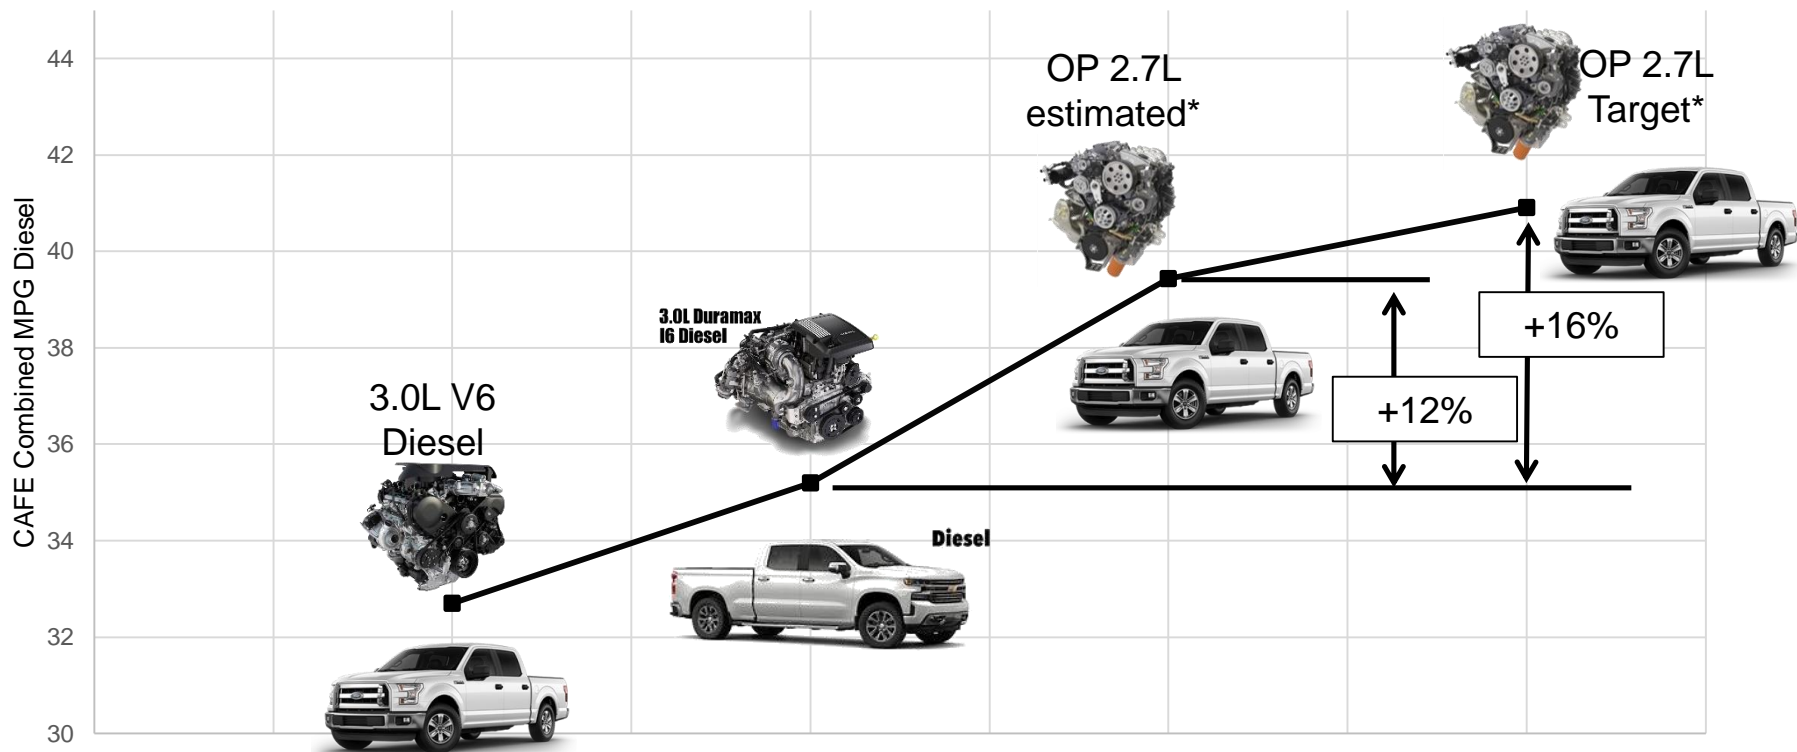 44
42
40
38
36
34
32
30
CAFE Combined MPG Diesel
3.0L V6
Diesel
3.0L Duramax
I6 Diesel
Diesel
OP 2.7L
estimated*
OP 2.7L
Target*
+12%
+16%